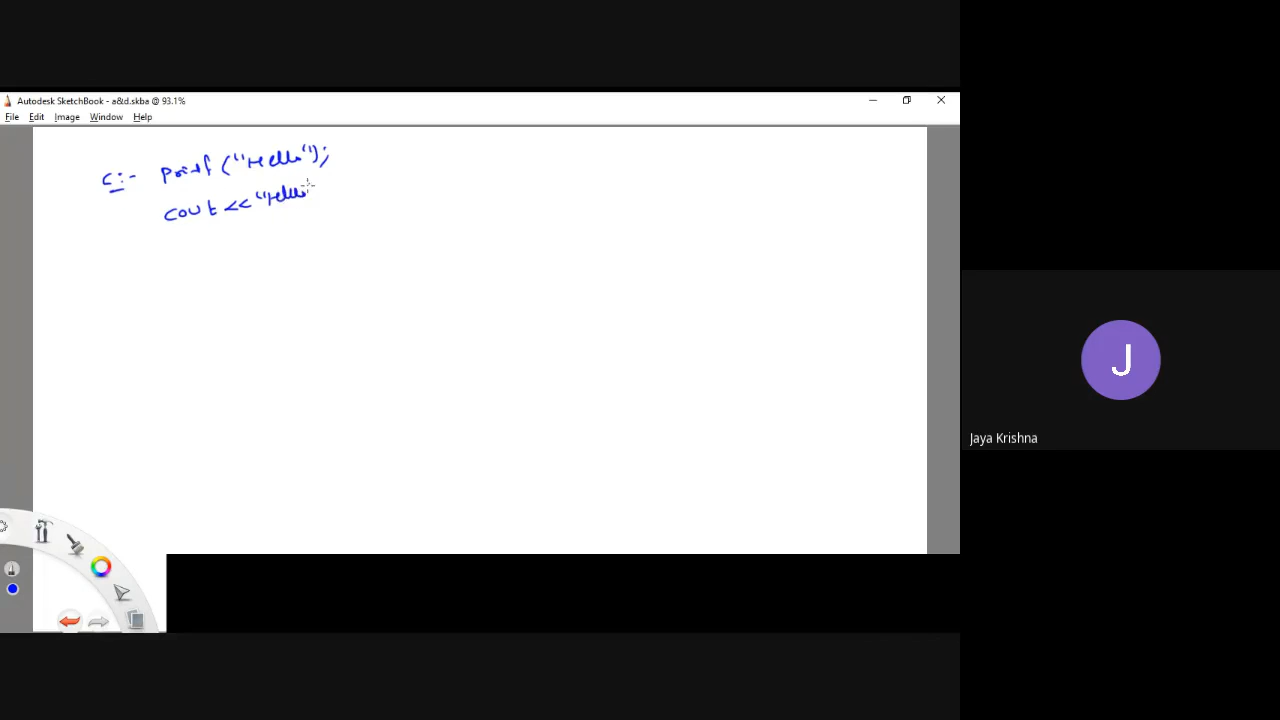 Autodesk SketchBook - a&d.skba @ 93.1%
File Edit Image Window Help
C:- printf ("Hello");
cout << "Hello
J
Jaya Krishna